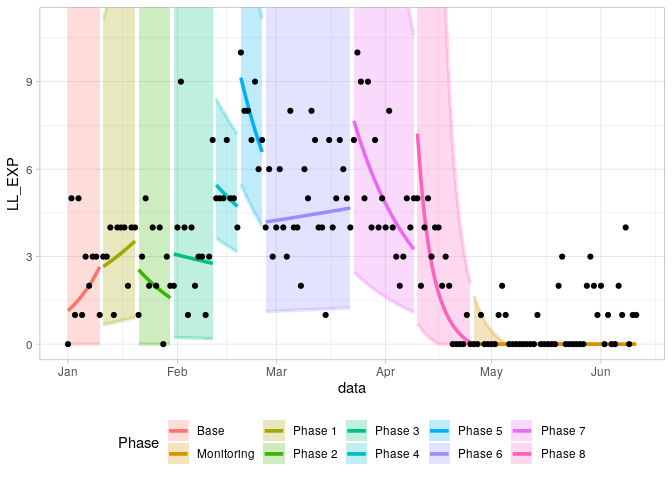 9
6
3
0
LL_EXP
Jan Feb Mar Apr May Jun
data
Phase
Base Phase 1 Phase 3 Phase 5 Phase 7
Monitoring Phase 2 Phase 4 Phase 6 Phase 8